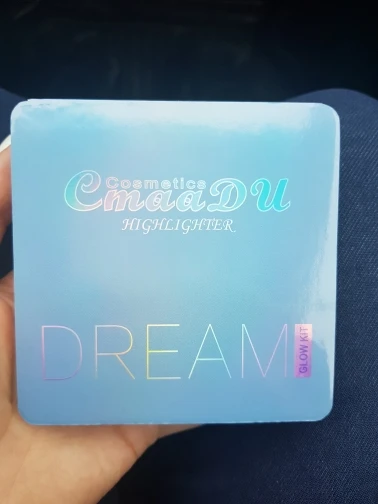 Cosmetics
CmaaDU
HIGHLIGHTER
DREAM
GLOW KIT